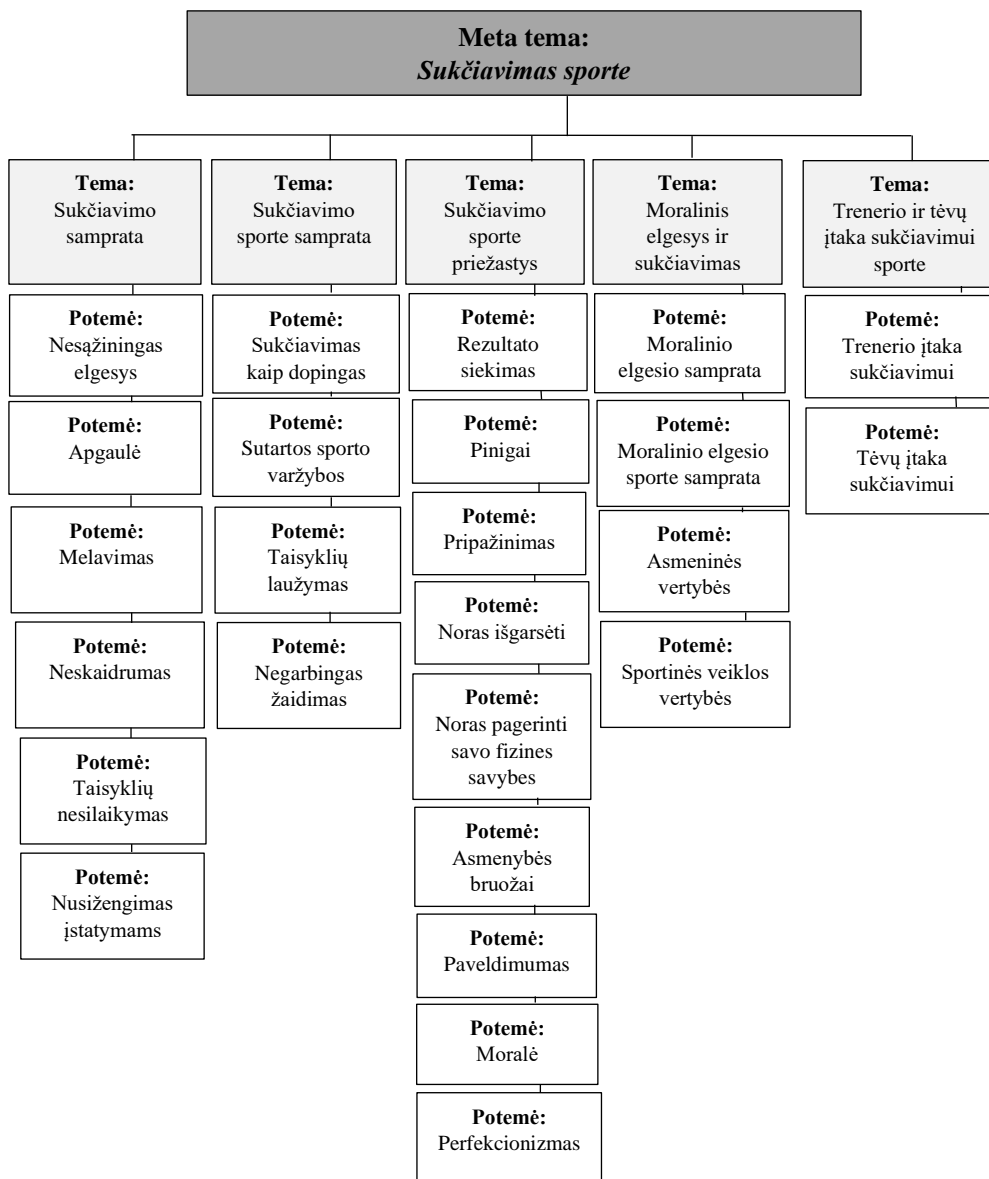 Meta tema:
Sukčiavimas sporte
Tema:
Sukčiavimo
samprata
Potemė:
Nesąžiningas
elgesys
Potemė:
Apgaulė
Potemė:
Melavimas
Potemė:
Neskaidrumas
Potemė:
Taisyklių
nesilaikymas
Potemė:
Nusižengimas
įstatymams
Tema:
Sukčiavimo
sporte samprata
Potemė:
Sukčiavimas
kaip dopingas
Potemė:
Sutartos sporto
varžybos
Potemė:
Taisyklių
laužymas
Potemė:
Negarbingas
žaidimas
Tema:
Sukčiavimo
sporte
priežastys
Potemė:
Rezultato
siekimas
Potemė:
Pinigai
Potemė:
Pripažinimas
Potemė:
Noras išgarsėti
Potemė:
Noras pagerinti
savo fizines
savybes
Potemė:
Asmenybės
bruožai
Potemė:
Paveldimumas
Potemė:
Moralė
Potemė:
Perfekcionizmas
Tema:
Moralinis
elgesys ir
sukčiavimas
Potemė:
Moralinio
elgesio samprata
Potemė:
Moralinio elgesio
sporte samprata
Potemė:
Asmeninės
vertybės
Potemė:
Sportinės veiklos
vertybės
Tema:
Trenerio ir tėvų
įtaka sukčiavimui
sporte
Potemė:
Trenerio įtaka
sukčiavimui
Potemė:
Tėvų įtaka
sukčiavimui